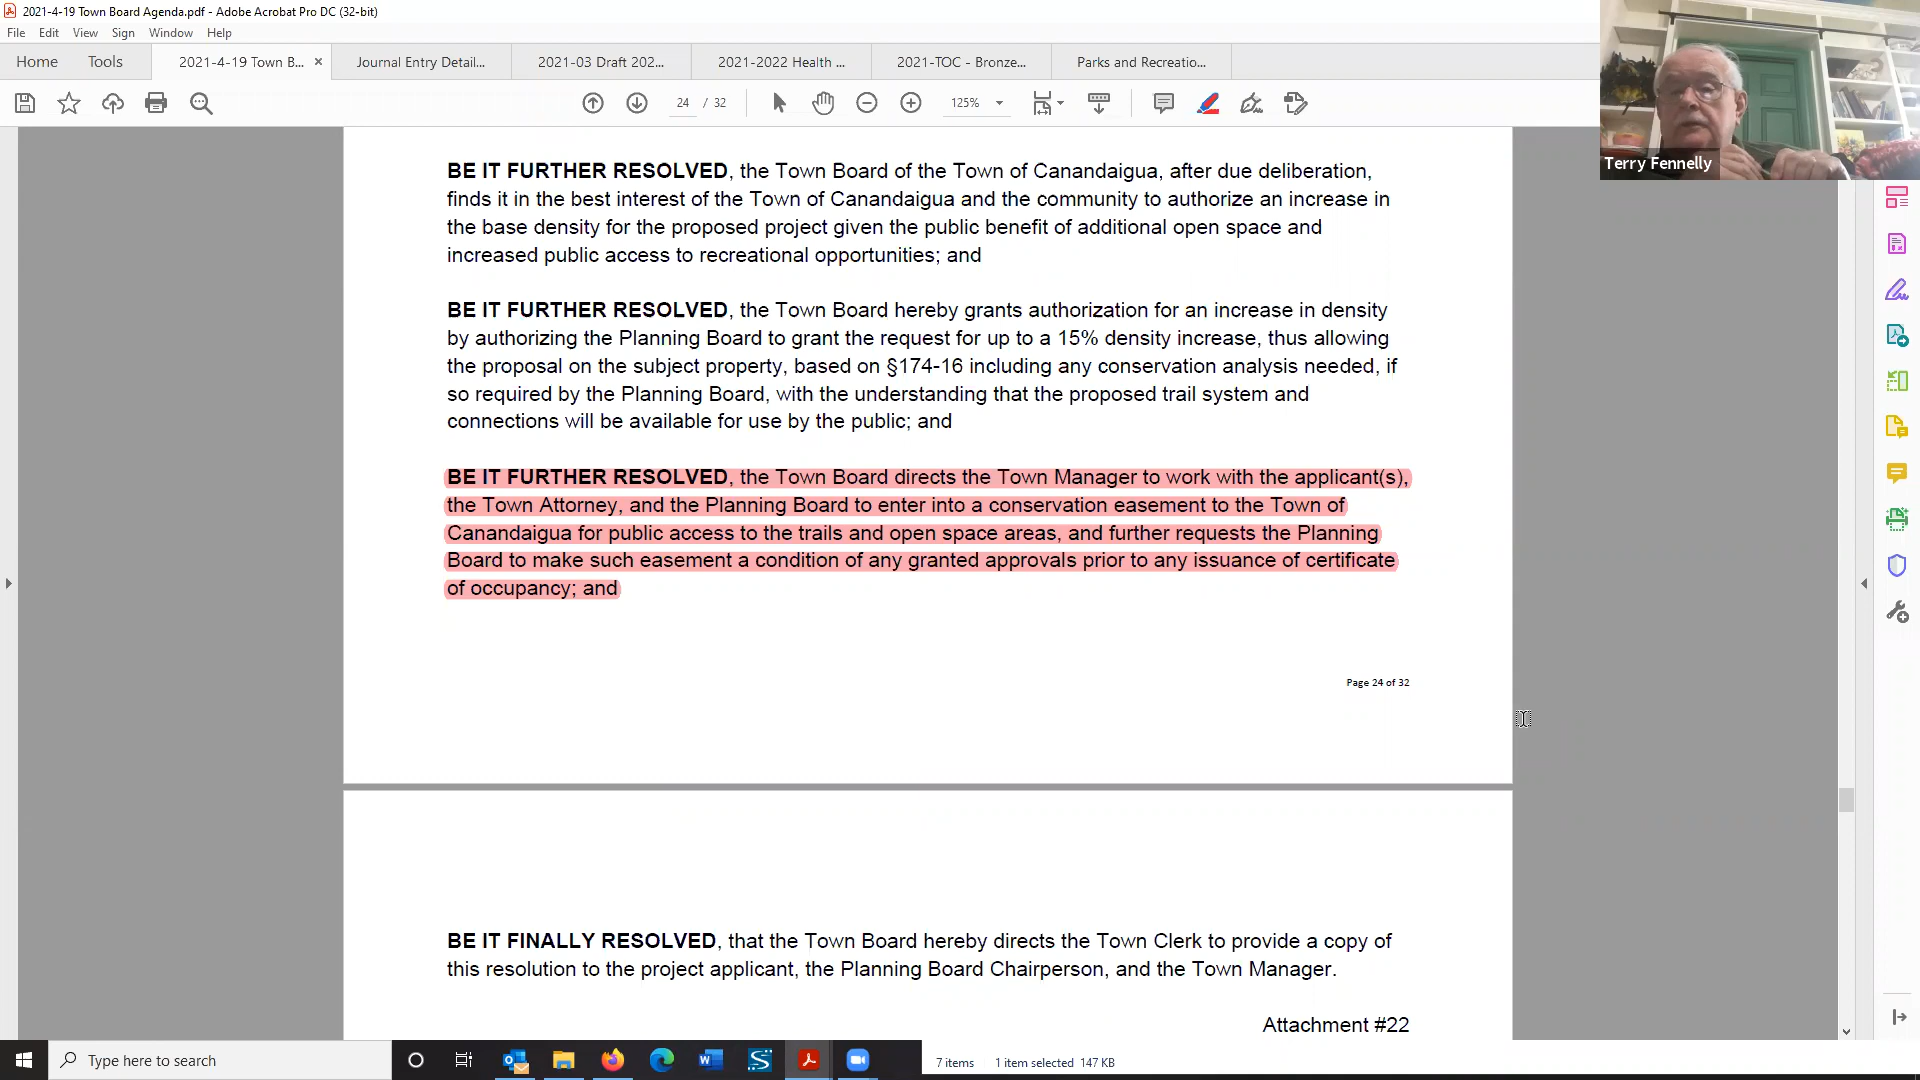 2021-4-19 Town Board Agenda.pdf - Adobe Acrobat Pro DC (32-bit)
File Edit View Sign Window Help
Home Tools 2021-4-19 Town B... × Journal Entry Detail... 2021-03 Draft 202... 2021-2022 Health ... 2021-TOC - Bronze... Parks and Recreatio...
24 / 32 125%
Terry Fennelly
BE IT FURTHER RESOLVED, the Town Board of the Town of Canandaigua, after due deliberation,
finds it in the best interest of the Town of Canandaigua and the community to authorize an increase in
the base density for the proposed project given the public benefit of additional open space and
increased public access to recreational opportunities; and
BE IT FURTHER RESOLVED, the Town Board hereby grants authorization for an increase in density
by authorizing the Planning Board to grant the request for up to a 15% density increase, thus allowing
the proposal on the subject property, based on §174-16 including any conservation analysis needed, if
so required by the Planning Board, with the understanding that the proposed trail system and
connections will be available for use by the public; and
BE IT FURTHER RESOLVED, the Town Board directs the Town Manager to work with the applicant(s),
the Town Attorney, and the Planning Board to enter into a conservation easement to the Town of
Canandaigua for public access to the trails and open space areas, and further requests the Planning
Board to make such easement a condition of any granted approvals prior to any issuance of certificate
of occupancy; and
Page 24 of 32
BE IT FINALLY RESOLVED, that the Town Board hereby directs the Town Clerk to provide a copy of
this resolution to the project applicant, the Planning Board Chairperson, and the Town Manager.
Attachment #22
Type here to search
7 items 1 item selected 147 KB